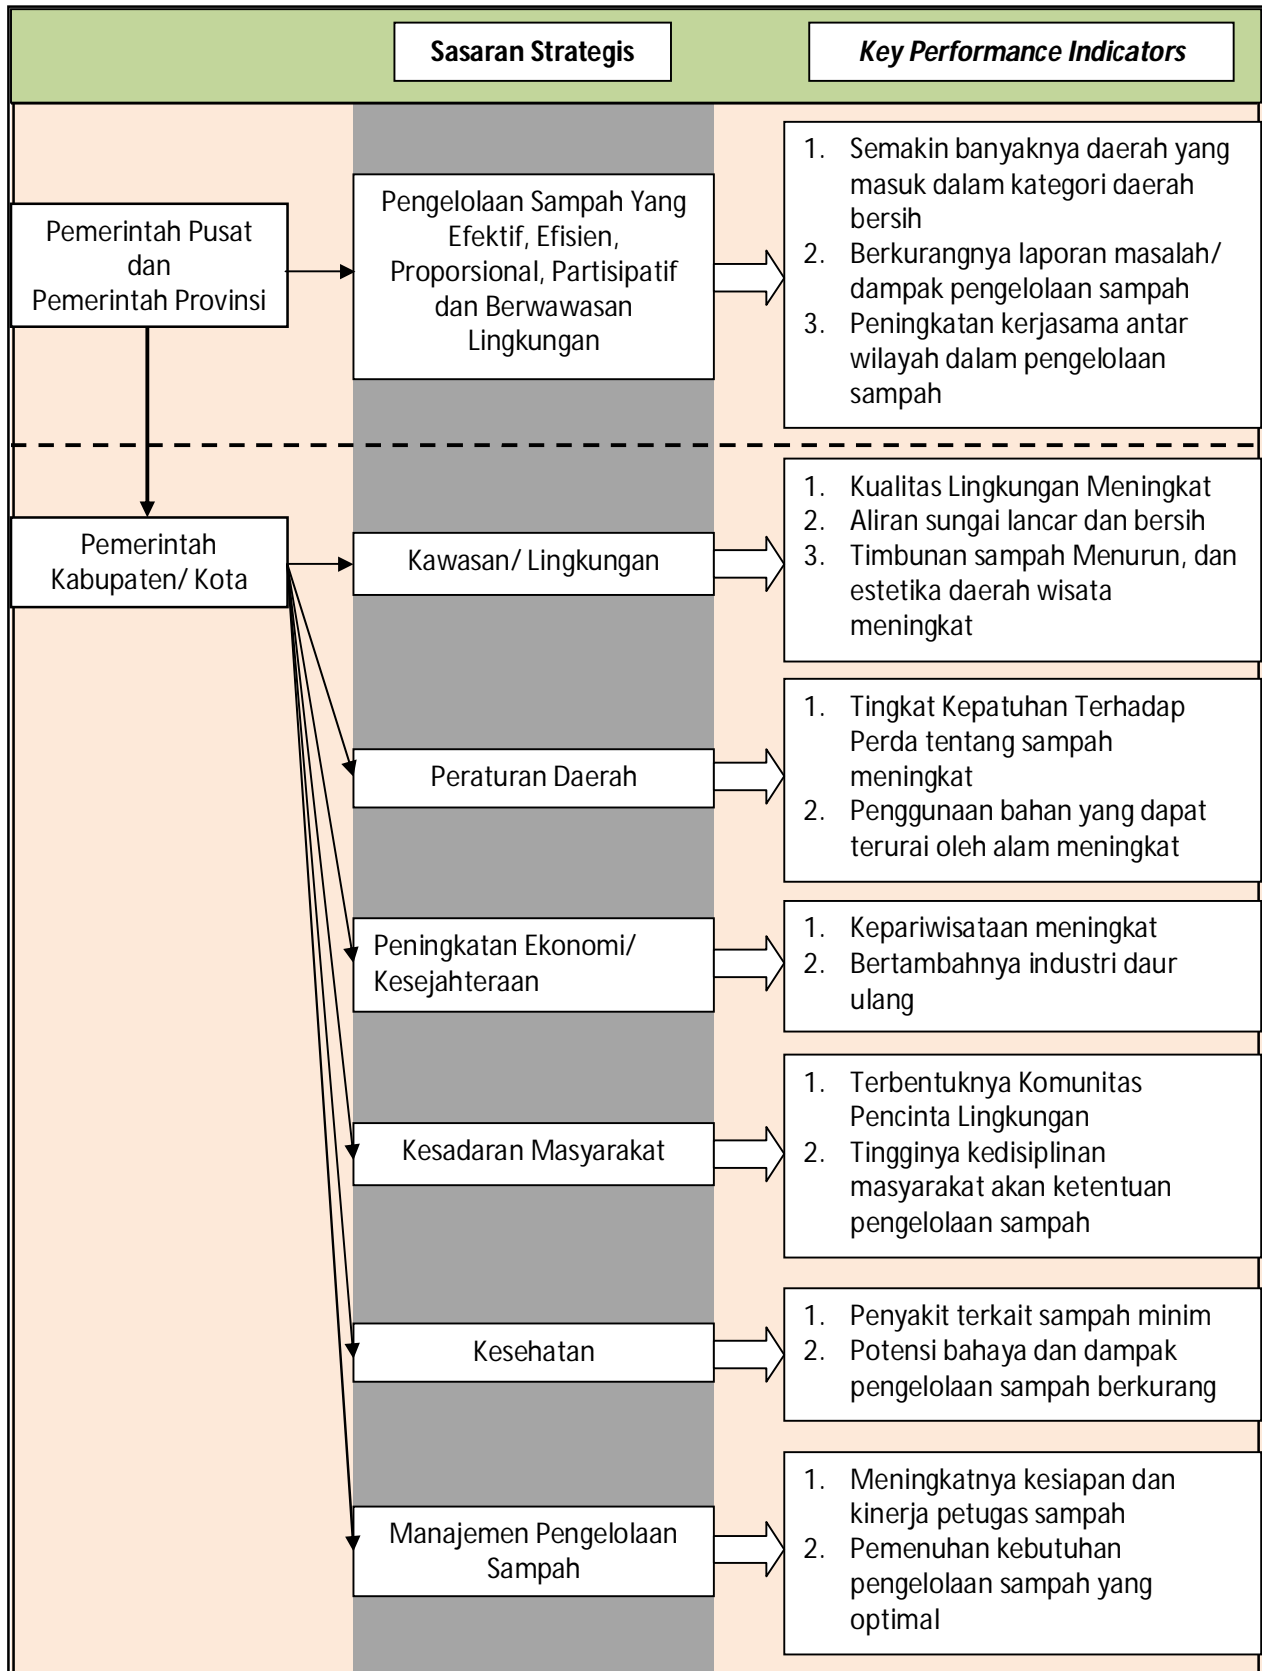 Sasaran Strategis
Key Performance Indicators
Pemerintah Pusat
dan
Pemerintah Provinsi
Pengelolaan Sampah Yang
Efektif, Efisien,
Proporsional, Partisipatif
dan Berwawasan
Lingkungan
1. Semakin banyaknya daerah yang
masuk dalam kategori daerah
bersih
2. Berkurangnya laporan masalah/
dampak pengelolaan sampah
3. Peningkatan kerjasama antar
wilayah dalam pengelolaan
sampah
Pemerintah
Kabupaten/ Kota
Kawasan/ Lingkungan
1. Kualitas Lingkungan Meningkat
2. Aliran sungai lancar dan bersih
3. Timbunan sampah Menurun, dan
estetika daerah wisata
meningkat
Peraturan Daerah
1. Tingkat Kepatuhan Terhadap
Perda tentang sampah
meningkat
2. Penggunaan bahan yang dapat
terurai oleh alam meningkat
Peningkatan Ekonomi/
Kesejahteraan
1. Kepariwisataan meningkat
2. Bertambahnya industri daur
ulang
Kesadaran Masyarakat
1. Terbentuknya Komunitas
Pencinta Lingkungan
2. Tingginya kedisiplinan
masyarakat akan ketentuan
pengelolaan sampah
Kesehatan
1. Penyakit terkait sampah minim
2. Potensi bahaya dan dampak
pengelolaan sampah berkurang
Manajemen Pengelolaan
Sampah
1. Meningkatnya kesiapan dan
kinerja petugas sampah
2. Pemenuhan kebutuhan
pengelolaan sampah yang
optimal